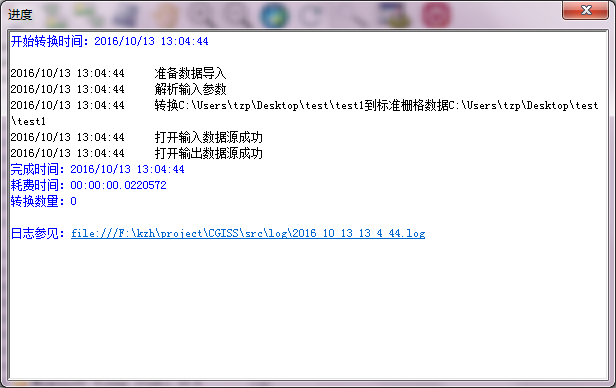 进度
开始转换时间：2016/10/13 13:04:44
2016/10/13 13:04:44 准备数据导入
2016/10/13 13:04:44 解析输入参数
2016/10/13 13:04:44 转换C:\Users\tzp\Desktop\test\test1到标准栅格数据C:\Users\tzp\Desktop\test
\test1
2016/10/13 13:04:44 打开输入数据源成功
2016/10/13 13:04:44 打开输出数据源成功
完成时间：2016/10/13 13:04:44
耗费时间：00:00:00.0220572
转换数量：0
日志参见：file:///F:\kzh\project\CGISS\src\log\2016_10_13_13_4_44.log